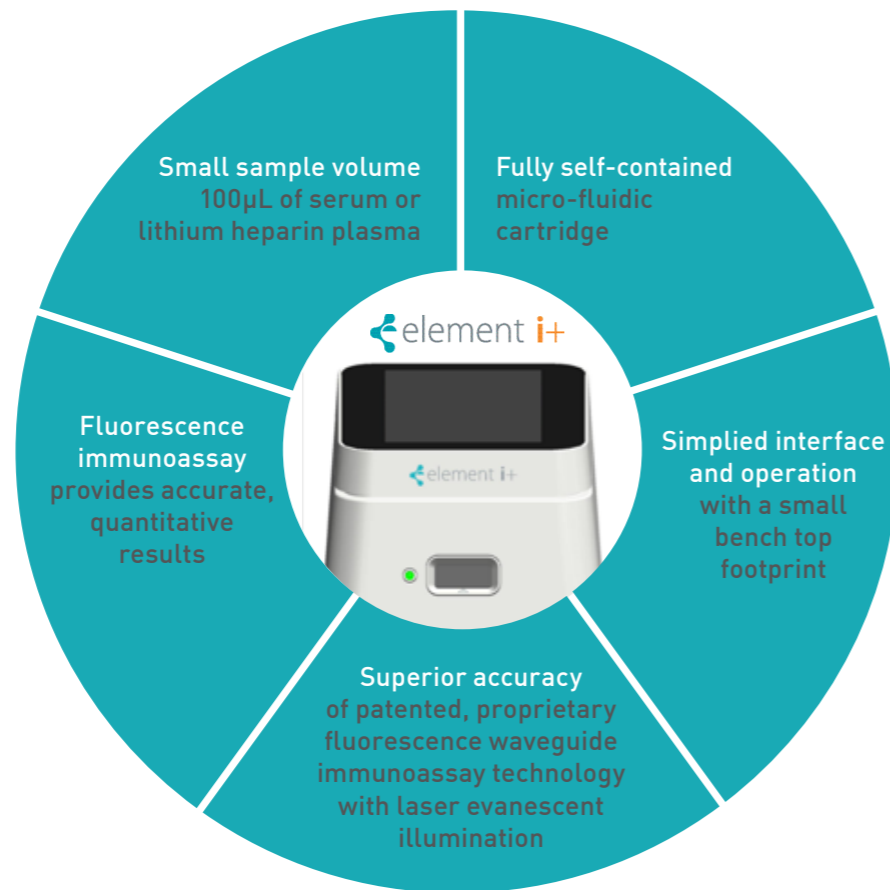 Small sample volume
100µL of serum or
lithium heparin plasma
Fully self-contained
micro-fluidic
cartridge
element i+
element i+
Fluorescence
immunoassay
provides accurate,
quantitative
results
Simplied interface
and operation
with a small
bench top
footprint
Superior accuracy
of patented, proprietary
fluorescence waveguide
immunoassay technology
with laser evanescent
illumination